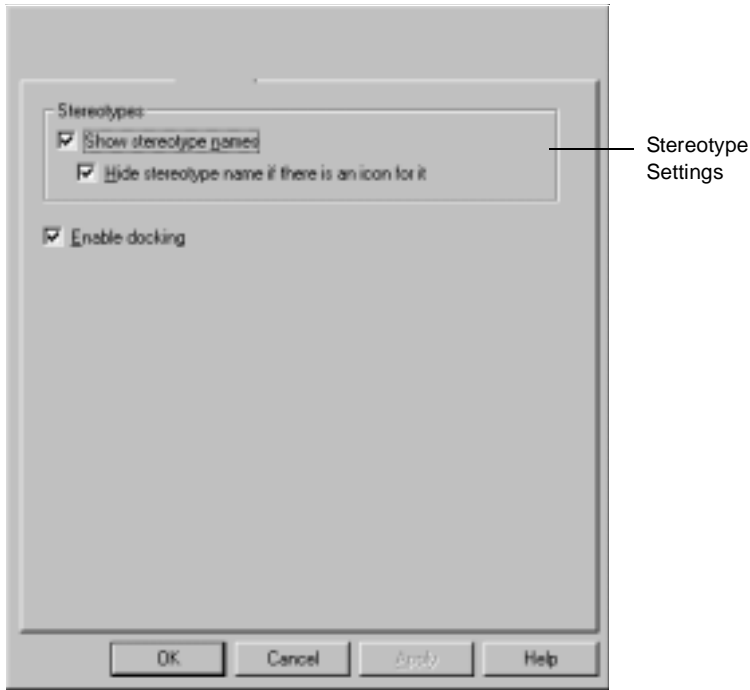 Stereotypes
Show stereotype names
Hide stereotype name if there is an icon for it
Stereotype
Settings
Enable docking
OK Cancel Apply Help